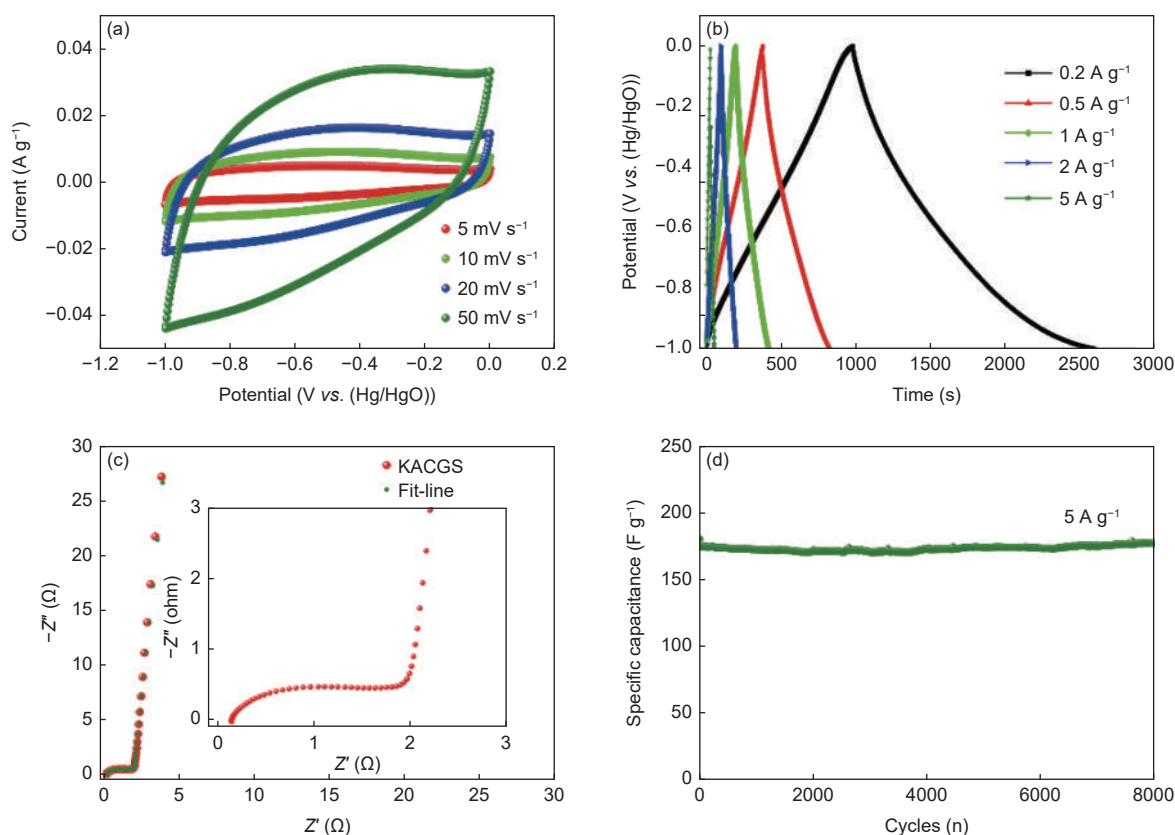 (a)
0.04
0.02
0.00
−0.02
−0.04
Current (A g⁻¹)
5 mV s⁻¹
10 mV s⁻¹
20 mV s⁻¹
50 mV s⁻¹
−1.2 −1.0 −0.8 −0.6 −0.4 −0.2 0.0 0.2
Potential (V vs. (Hg/HgO))
(b)
0.0
−0.2
−0.4
−0.6
−0.8
−1.0
Potential (V vs. (Hg/HgO))
0.2 A g⁻¹
0.5 A g⁻¹
1 A g⁻¹
2 A g⁻¹
5 A g⁻¹
0 500 1000 1500 2000 2500 3000
Time (s)
(c)
30
25
20
15
10
5
0
−Z″ (Ω)
KACGS
Fit-line
3
2
1
0
−Z″ (ohm)
0 1 2 3
Z′ (Ω)
0 5 10 15 20 25 30
Z′ (Ω)
(d)
250
200
150
100
50
0
Specific capacitance (F g⁻¹)
5 A g⁻¹
0 2000 4000 6000 8000
Cycles (n)